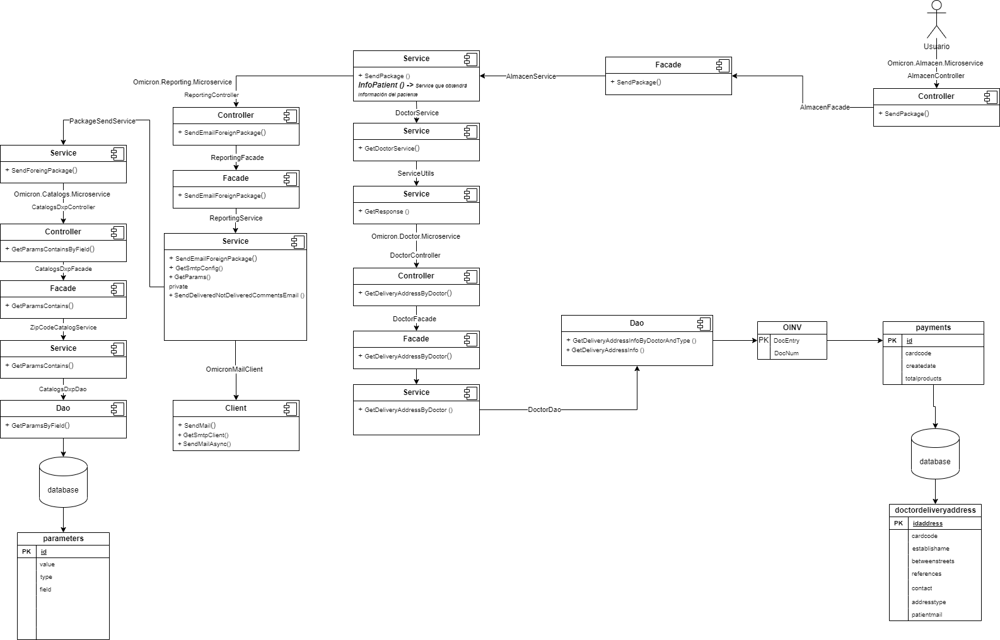 Usuario
Omicron.Almacen.Microservice
AlmacenController
Controller
+ SendPackage()
AlmacenFacade
Facade
+ SendPackage()
AlmacenService
Service
+ SendPackage ()
InfoPatient () -> Service que obtendrá
información del paciente
DoctorService
Service
+ GetDoctorService()
ServiceUtils
Service
+ GetResponse ()
Omicron.Doctor.Microservice
DoctorController
Controller
+ GetDeliveryAddressByDoctor()
DoctorFacade
Facade
+ GetDeliveryAddressByDoctor()
Service
+ GetDeliveryAddressByDoctor ()
DoctorDao
Dao
+ GetDeliveryAddressInfoByDoctorAndType ()
+ GetDeliveryAddressInfo ()
OINV
PK DocEntry
DocNum
payments
PK id
cardcode
createdate
totalproducts
database
doctordeliveryaddress
PK idaddress
cardcode
establishame
betweenstreets
references
contact
addresstype
patientmail
Omicron.Reporting.Microservice
ReportingController
Controller
+ SendEmailForeignPackage()
ReportingFacade
Facade
+ SendEmailForeignPackage()
ReportingService
Service
+ SendEmailForeignPackage()
+ GetSmtpConfig()
+ GetParams()
private
+ SendDeliveredNotDeliveredCommentsEmail ()
OmicronMailClient
Client
+ SendMail()
+ GetSmtpClient()
+ SendMailAsync()
PackageSendService
Service
+ SendForeingPackage()
Omicron.Catalogs.Microservice
CatalogsDxpController
Controller
+ GetParamsContainsByField()
CatalogsDxpFacade
Facade
+ GetParamsContains()
ZipCodeCatalogService
Service
+ GetParamsContains()
CatalogsDxpDao
Dao
+ GetParamsByField()
database
parameters
PK id
value
type
field